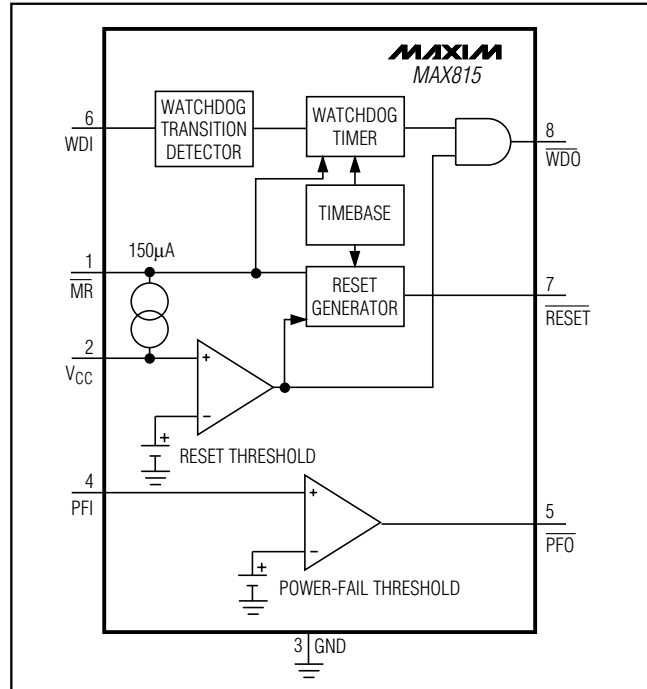 MAXIM
MAX815
6
WDI
WATCHDOG
TRANSITION
DETECTOR
WATCHDOG
TIMER
8
WDO
TIMEBASE
150μA
1
MR
RESET
GENERATOR
7
RESET
2
VCC
+
−
+
RESET THRESHOLD
4
PFI
+
−
5
PFO
+
POWER-FAIL THRESHOLD
3 GND